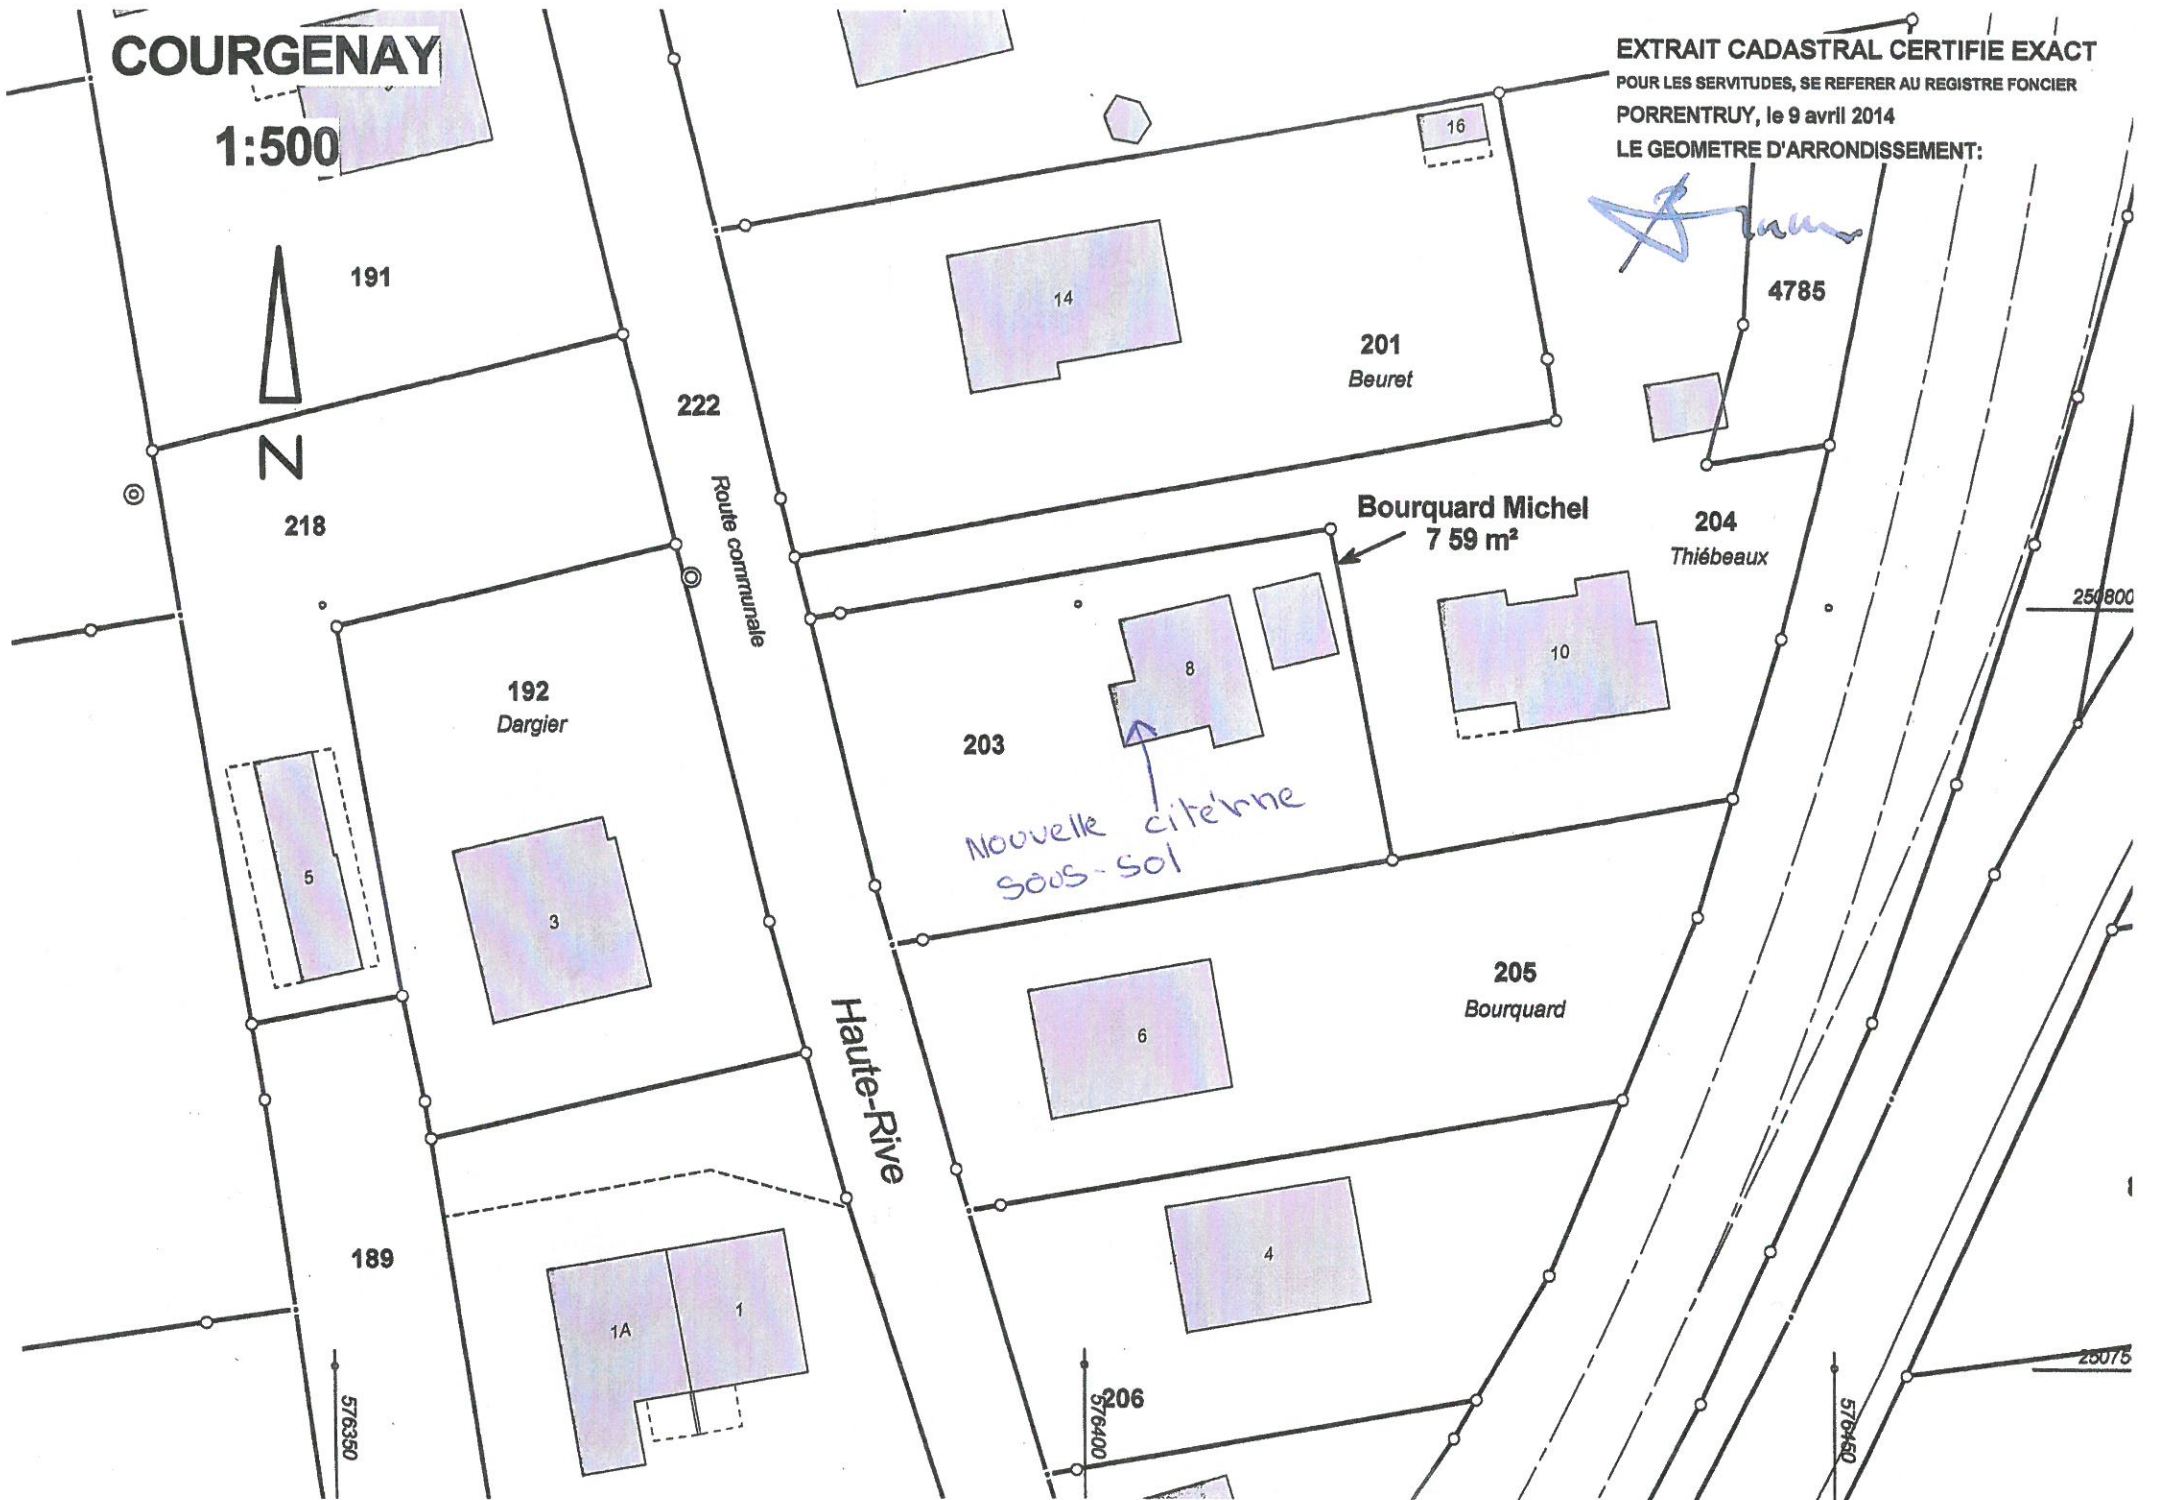 COURGENAY
1:500
EXTRAIT CADASTRAL CERTIFIE EXACT
POUR LES SERVITUDES, SE REFERER AU REGISTRE FONCIER
PORRENTRUY, le 9 avril 2014
LE GEOMETRE D'ARRONDISSEMENT:
16
191
14
4785
201
Beuret
222
N
218
Route communale
Bourquard Michel
7 59 m²
204
Thiébeaux
250800
192
Dargier
8
10
203
Nouvelle citérne
sous-sol
5
3
205
Bourquard
Haute-Rive
6
189
4
1A
1
206
576350
576400
576450
25075